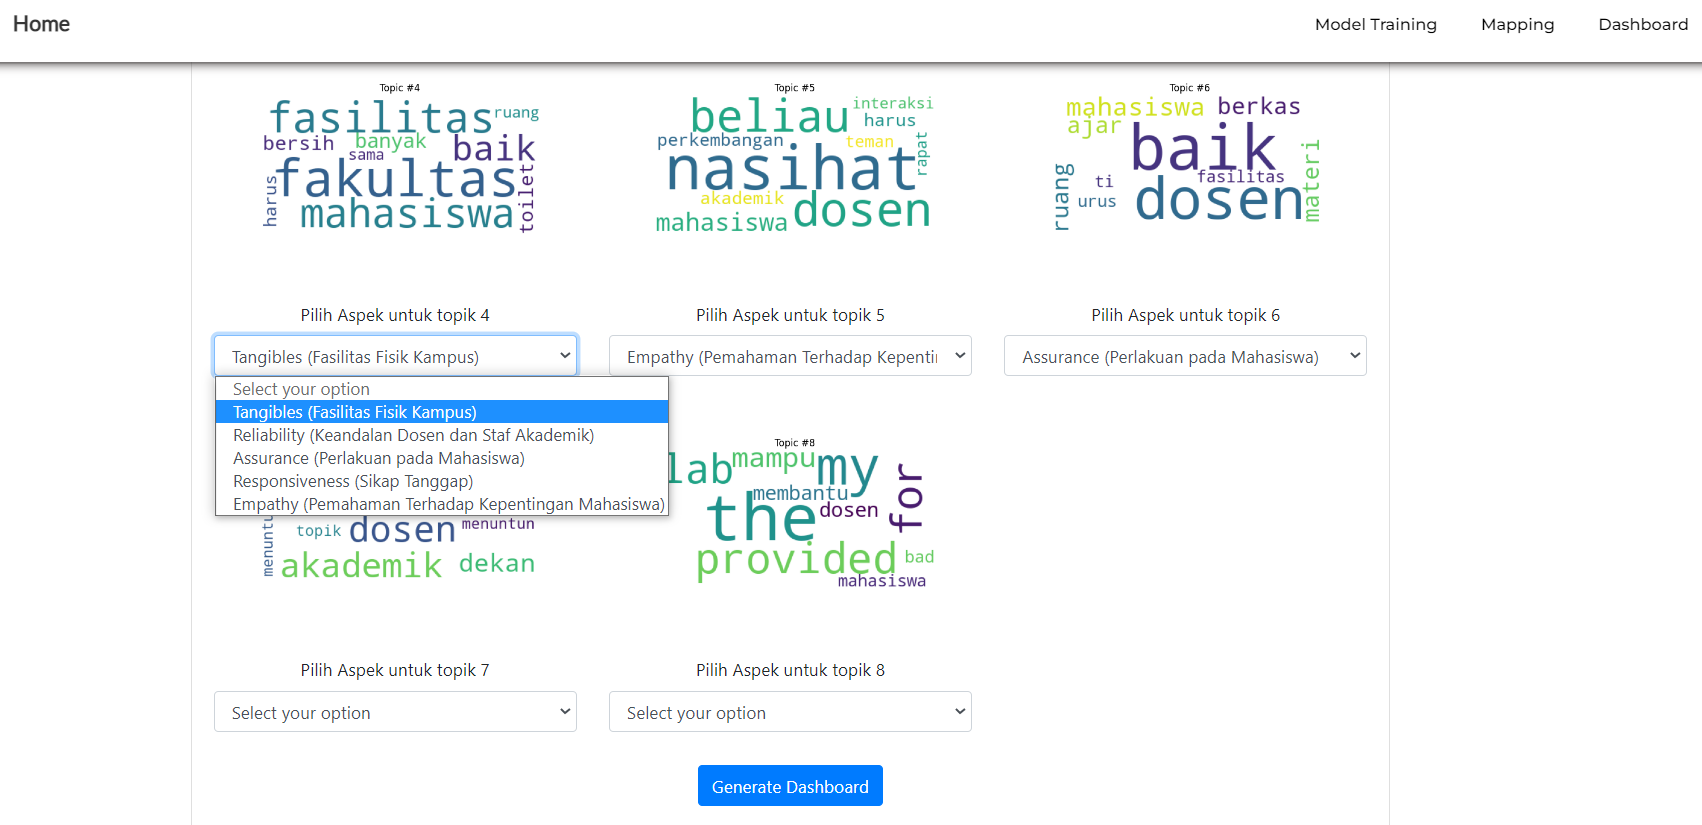 Home
Model Training
Mapping
Dashboard
Topic #4
fasilitas
ruang
bersih
banyak
sama
baik
fakultas
harus
mahasiswa
toilet
Topic #5
beliau
interaksi
harus
perkembangan
teman
rapat
nasihat
akademik
mahasiswa
dosen
Topic #6
mahasiswa
berkas
ajar
baik
materi
fasilitas
ruang
ti
urus
dosen
Pilih Aspek untuk topik 4
Pilih Aspek untuk topik 5
Pilih Aspek untuk topik 6
Tangibles (Fasilitas Fisik Kampus)
Empathy (Pemahaman Terhadap Kepentin
Assurance (Perlakuan pada Mahasiswa)
Select your option
Tangibles (Fasilitas Fisik Kampus)
Reliability (Keandalan Dosen dan Staf Akademik)
Assurance (Perlakuan pada Mahasiswa)
Responsiveness (Sikap Tanggap)
Empathy (Pemahaman Terhadap Kepentingan Mahasiswa)
topik
dosen
menuntun
akademik
dekan
Topic #8
lab
mampu
my
for
membantu
the
dosen
provided
bad
mahasiswa
Pilih Aspek untuk topik 7
Pilih Aspek untuk topik 8
Select your option
Select your option
Generate Dashboard